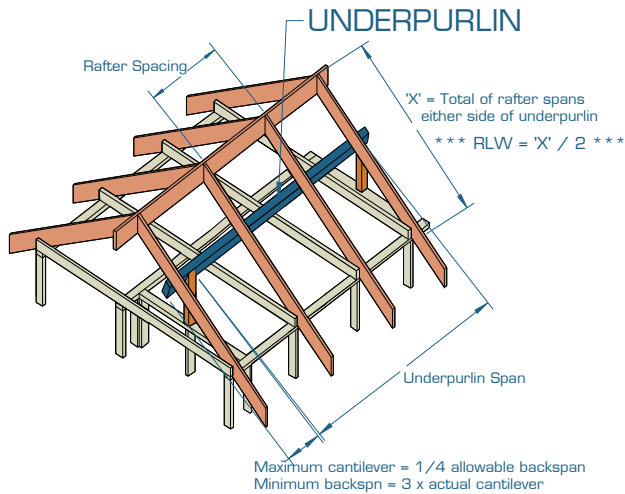 UNDERPURLIN
Rafter Spacing
'X' = Total of rafter spans
either side of underpurlin
*** RLW = 'X' / 2 ***
Underpurlin Span
Maximum cantilever = 1/4 allowable backspan
Minimum backspn = 3 x actual cantilever